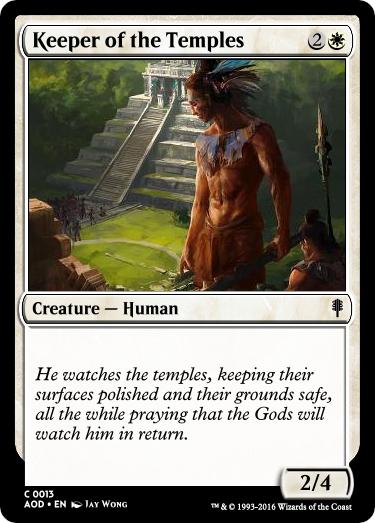 Keeper of the Temples 2
Creature — Human
He watches the temples, keeping their
surfaces polished and their grounds safe,
all the while praying that the Gods will
watch him in return.
2/4
C 0013
AOD • EN Jay Wong
™ & © 1993-2016 Wizards of the Coast